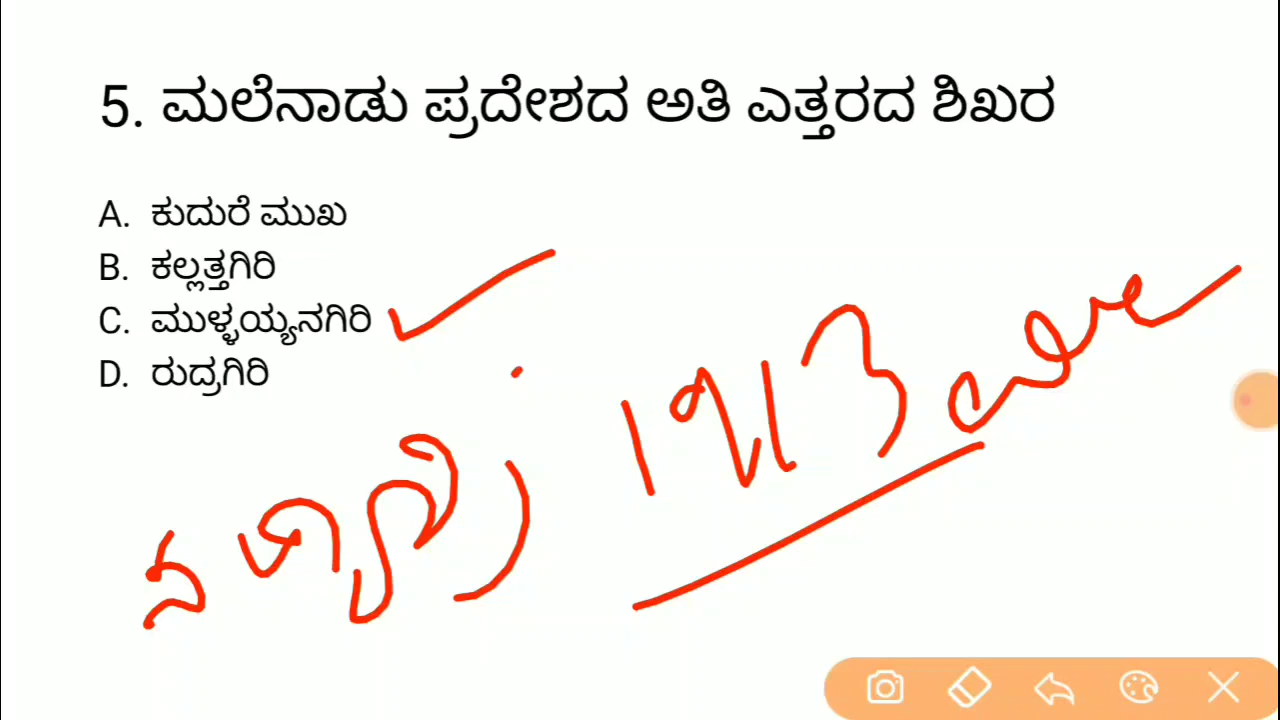 5. ಮಲೆನಾಡು ಪ್ರದೇಶದ ಅತಿ ಎತ್ತರದ ಶಿಖರ
A. ಕುದುರೆ ಮುಖ
B. ಕಲ್ಲತ್ತಗಿರಿ
C. ಮುಳ್ಳಯ್ಯನಗಿರಿ
D. ರುದ್ರಗಿರಿ
1913